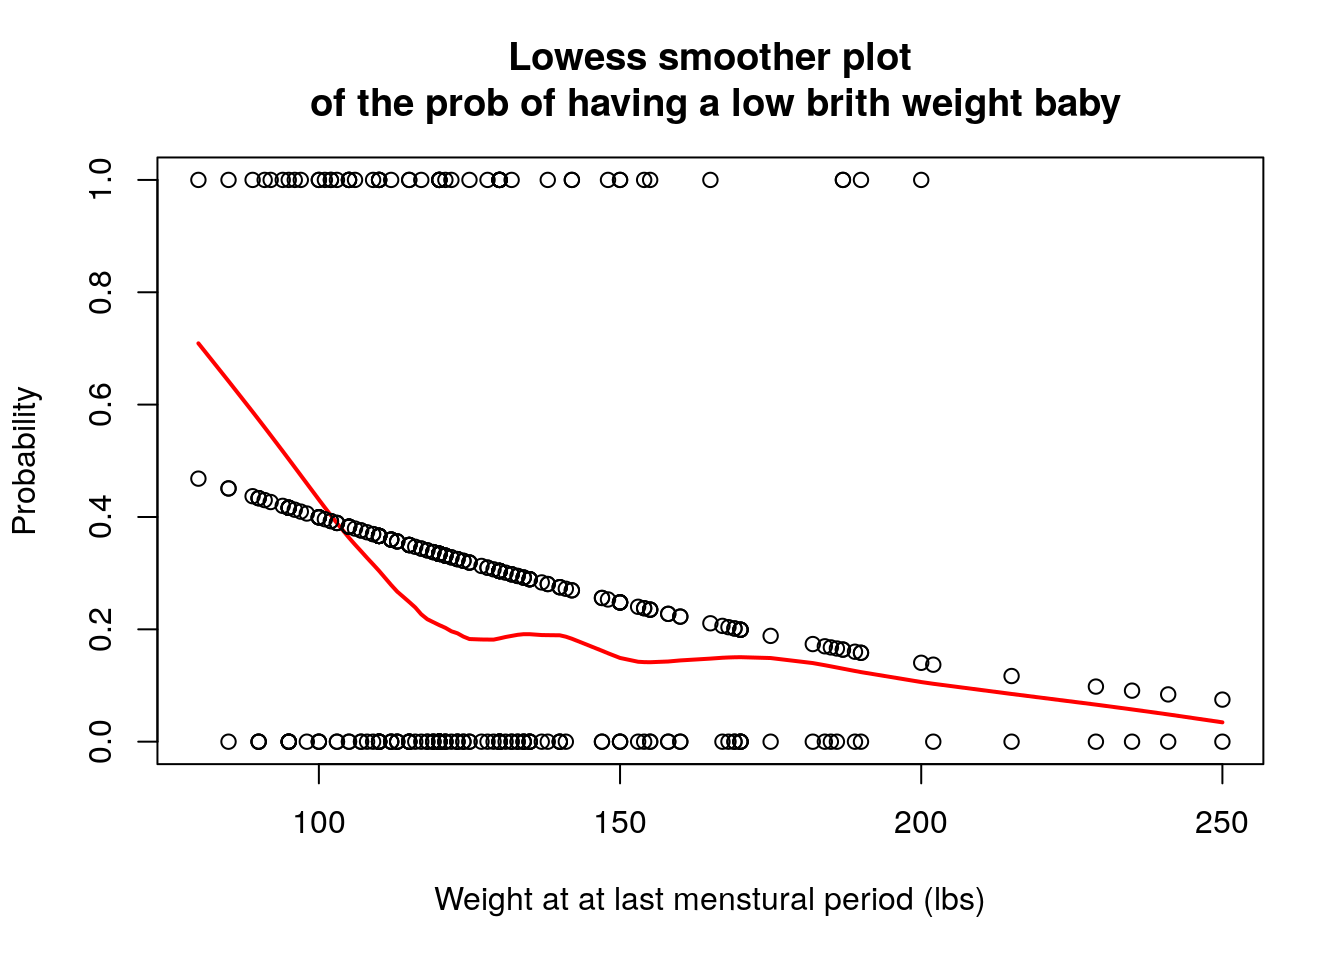 Lowess smoother plot
of the prob of having a low brith weight baby
Probability
1.0
0.8
0.6
0.4
0.2
0.0
100 150 200 250
Weight at at last menstural period (lbs)